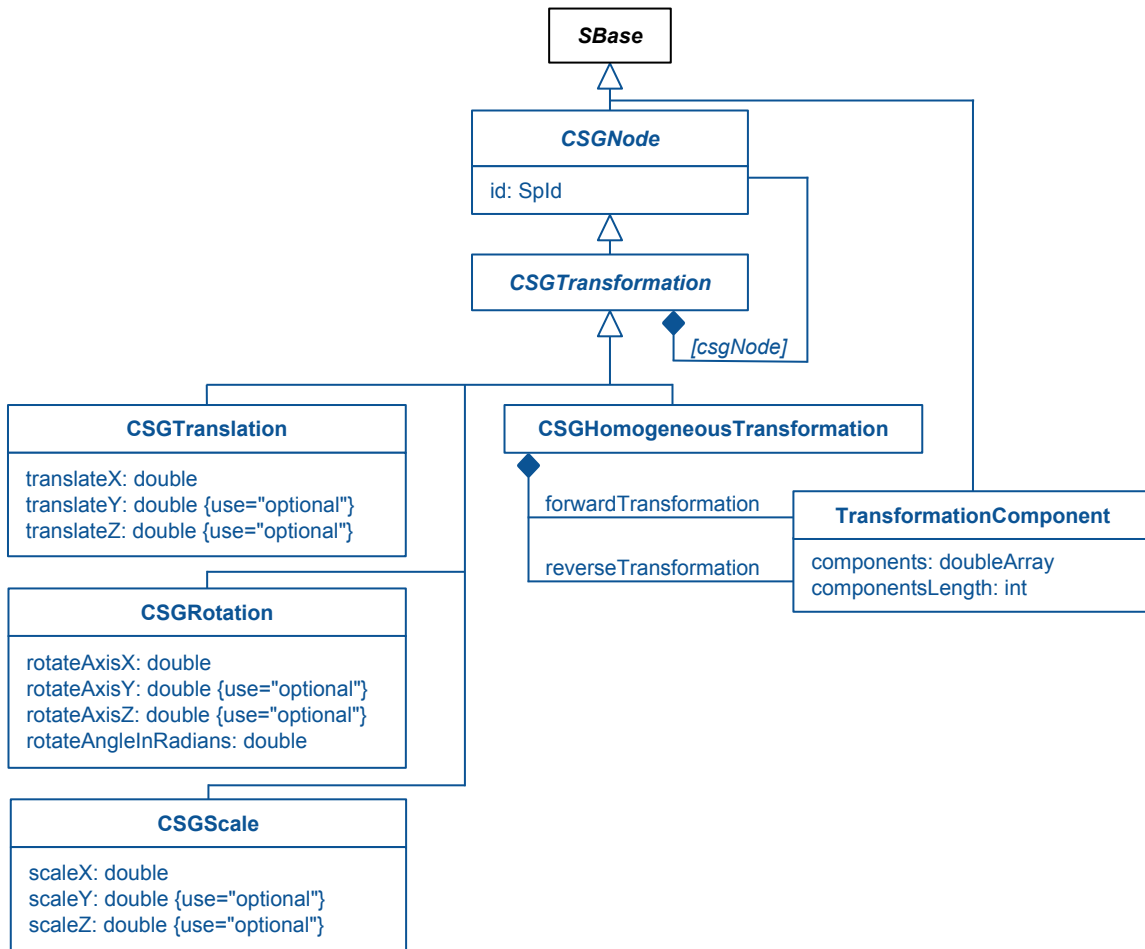 SBase
CSGNode
id: SpId
CSGTransformation
[csgNode]
CSGTranslation
translateX: double
translateY: double {use="optional"}
translateZ: double {use="optional"}
CSGHomogeneousTransformation
forwardTransformation
reverseTransformation
TransformationComponent
components: doubleArray
componentsLength: int
CSGRotation
rotateAxisX: double
rotateAxisY: double {use="optional"}
rotateAxisZ: double {use="optional"}
rotateAngleInRadians: double
CSGScale
scaleX: double
scaleY: double {use="optional"}
scaleZ: double {use="optional"}